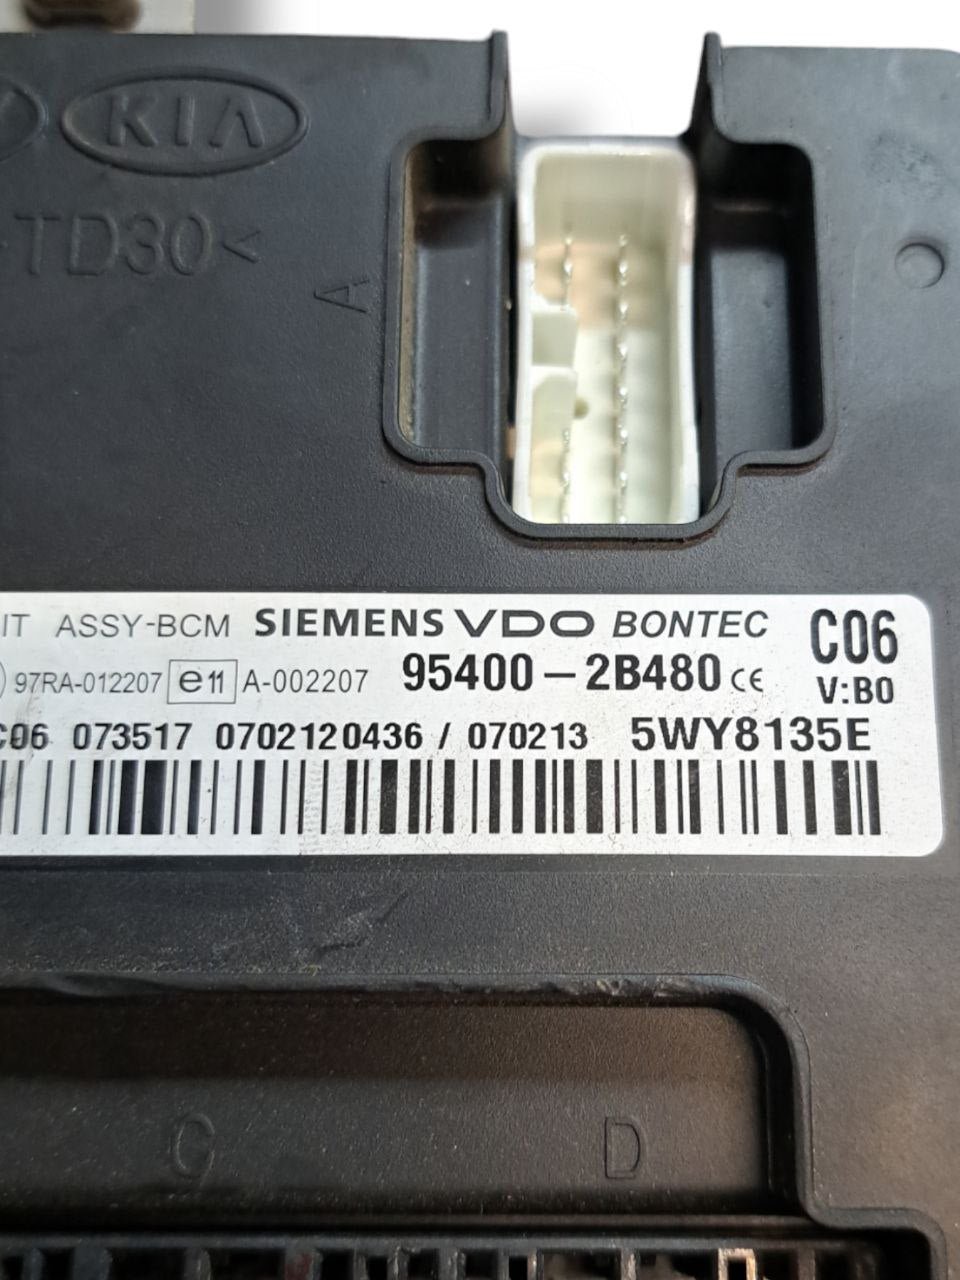 KIA
TD30<
A
IT ASSY-BCM SIEMENS VDO BONTEC C06
97RA-012207 e11 A-002207 95400-2B480 CE V:B0
C06 073517 0702120436 / 070213 5WY8135E
C D